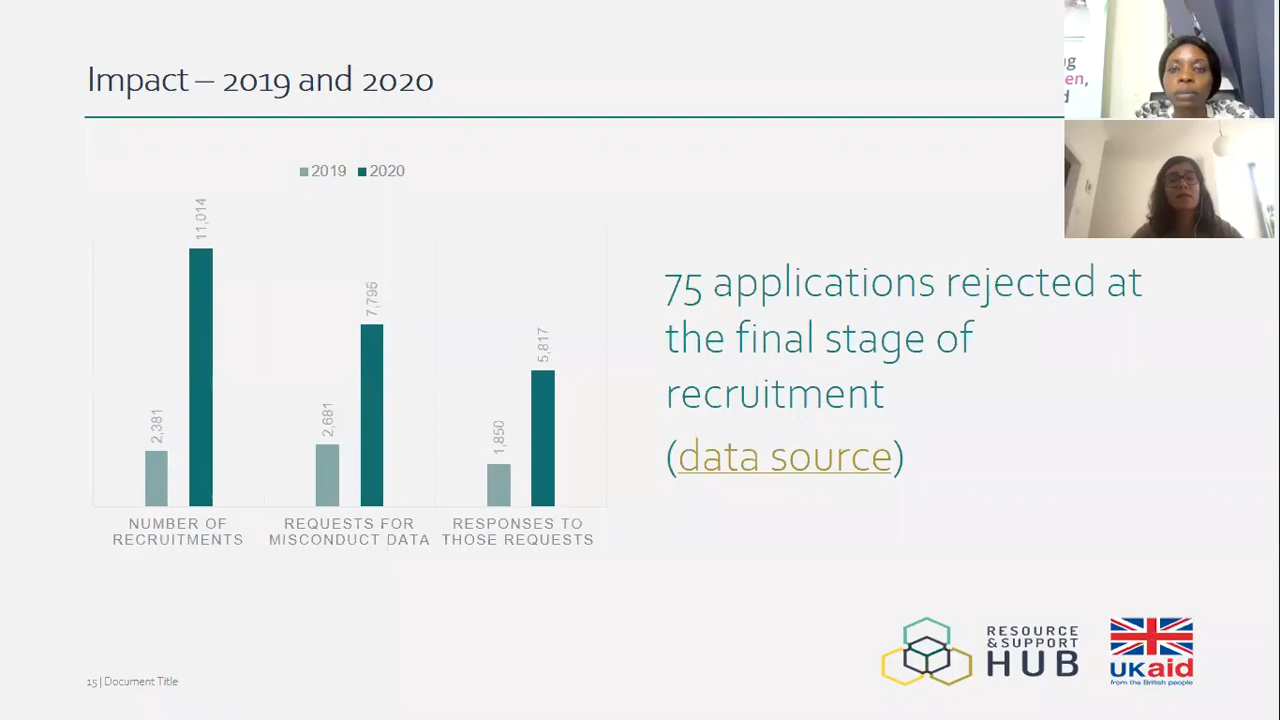 Impact – 2019 and 2020
2019 2020
11,014
7,795
5,817
2,381
2,681
1,850
NUMBER OF RECRUITMENTS
REQUESTS FOR MISCONDUCT DATA
RESPONSES TO THOSE REQUESTS
75 applications rejected at
the final stage of
recruitment
(data source)
en,
15 | Document Title
RESOURCE
& SUPPORT
HUB
UKaid
from the British people